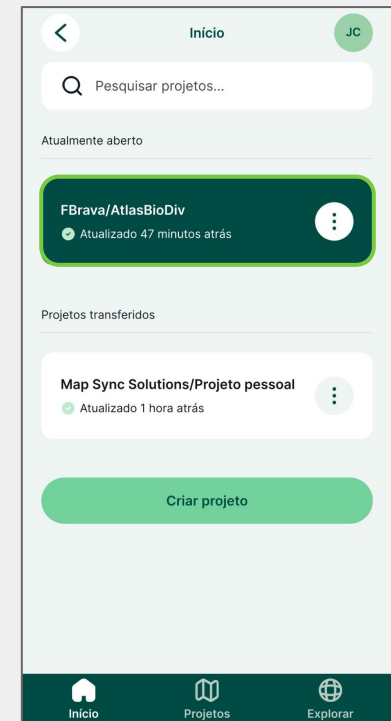 Início
JC
Pesquisar projetos...
Atualmente aberto
FBrava/AtlasBioDiv
Atualizado 47 minutos atrás
Projetos transferidos
Map Sync Solutions/Projeto pessoal
Atualizado 1 hora atrás
Criar projeto
Início
Projetos
Explorar